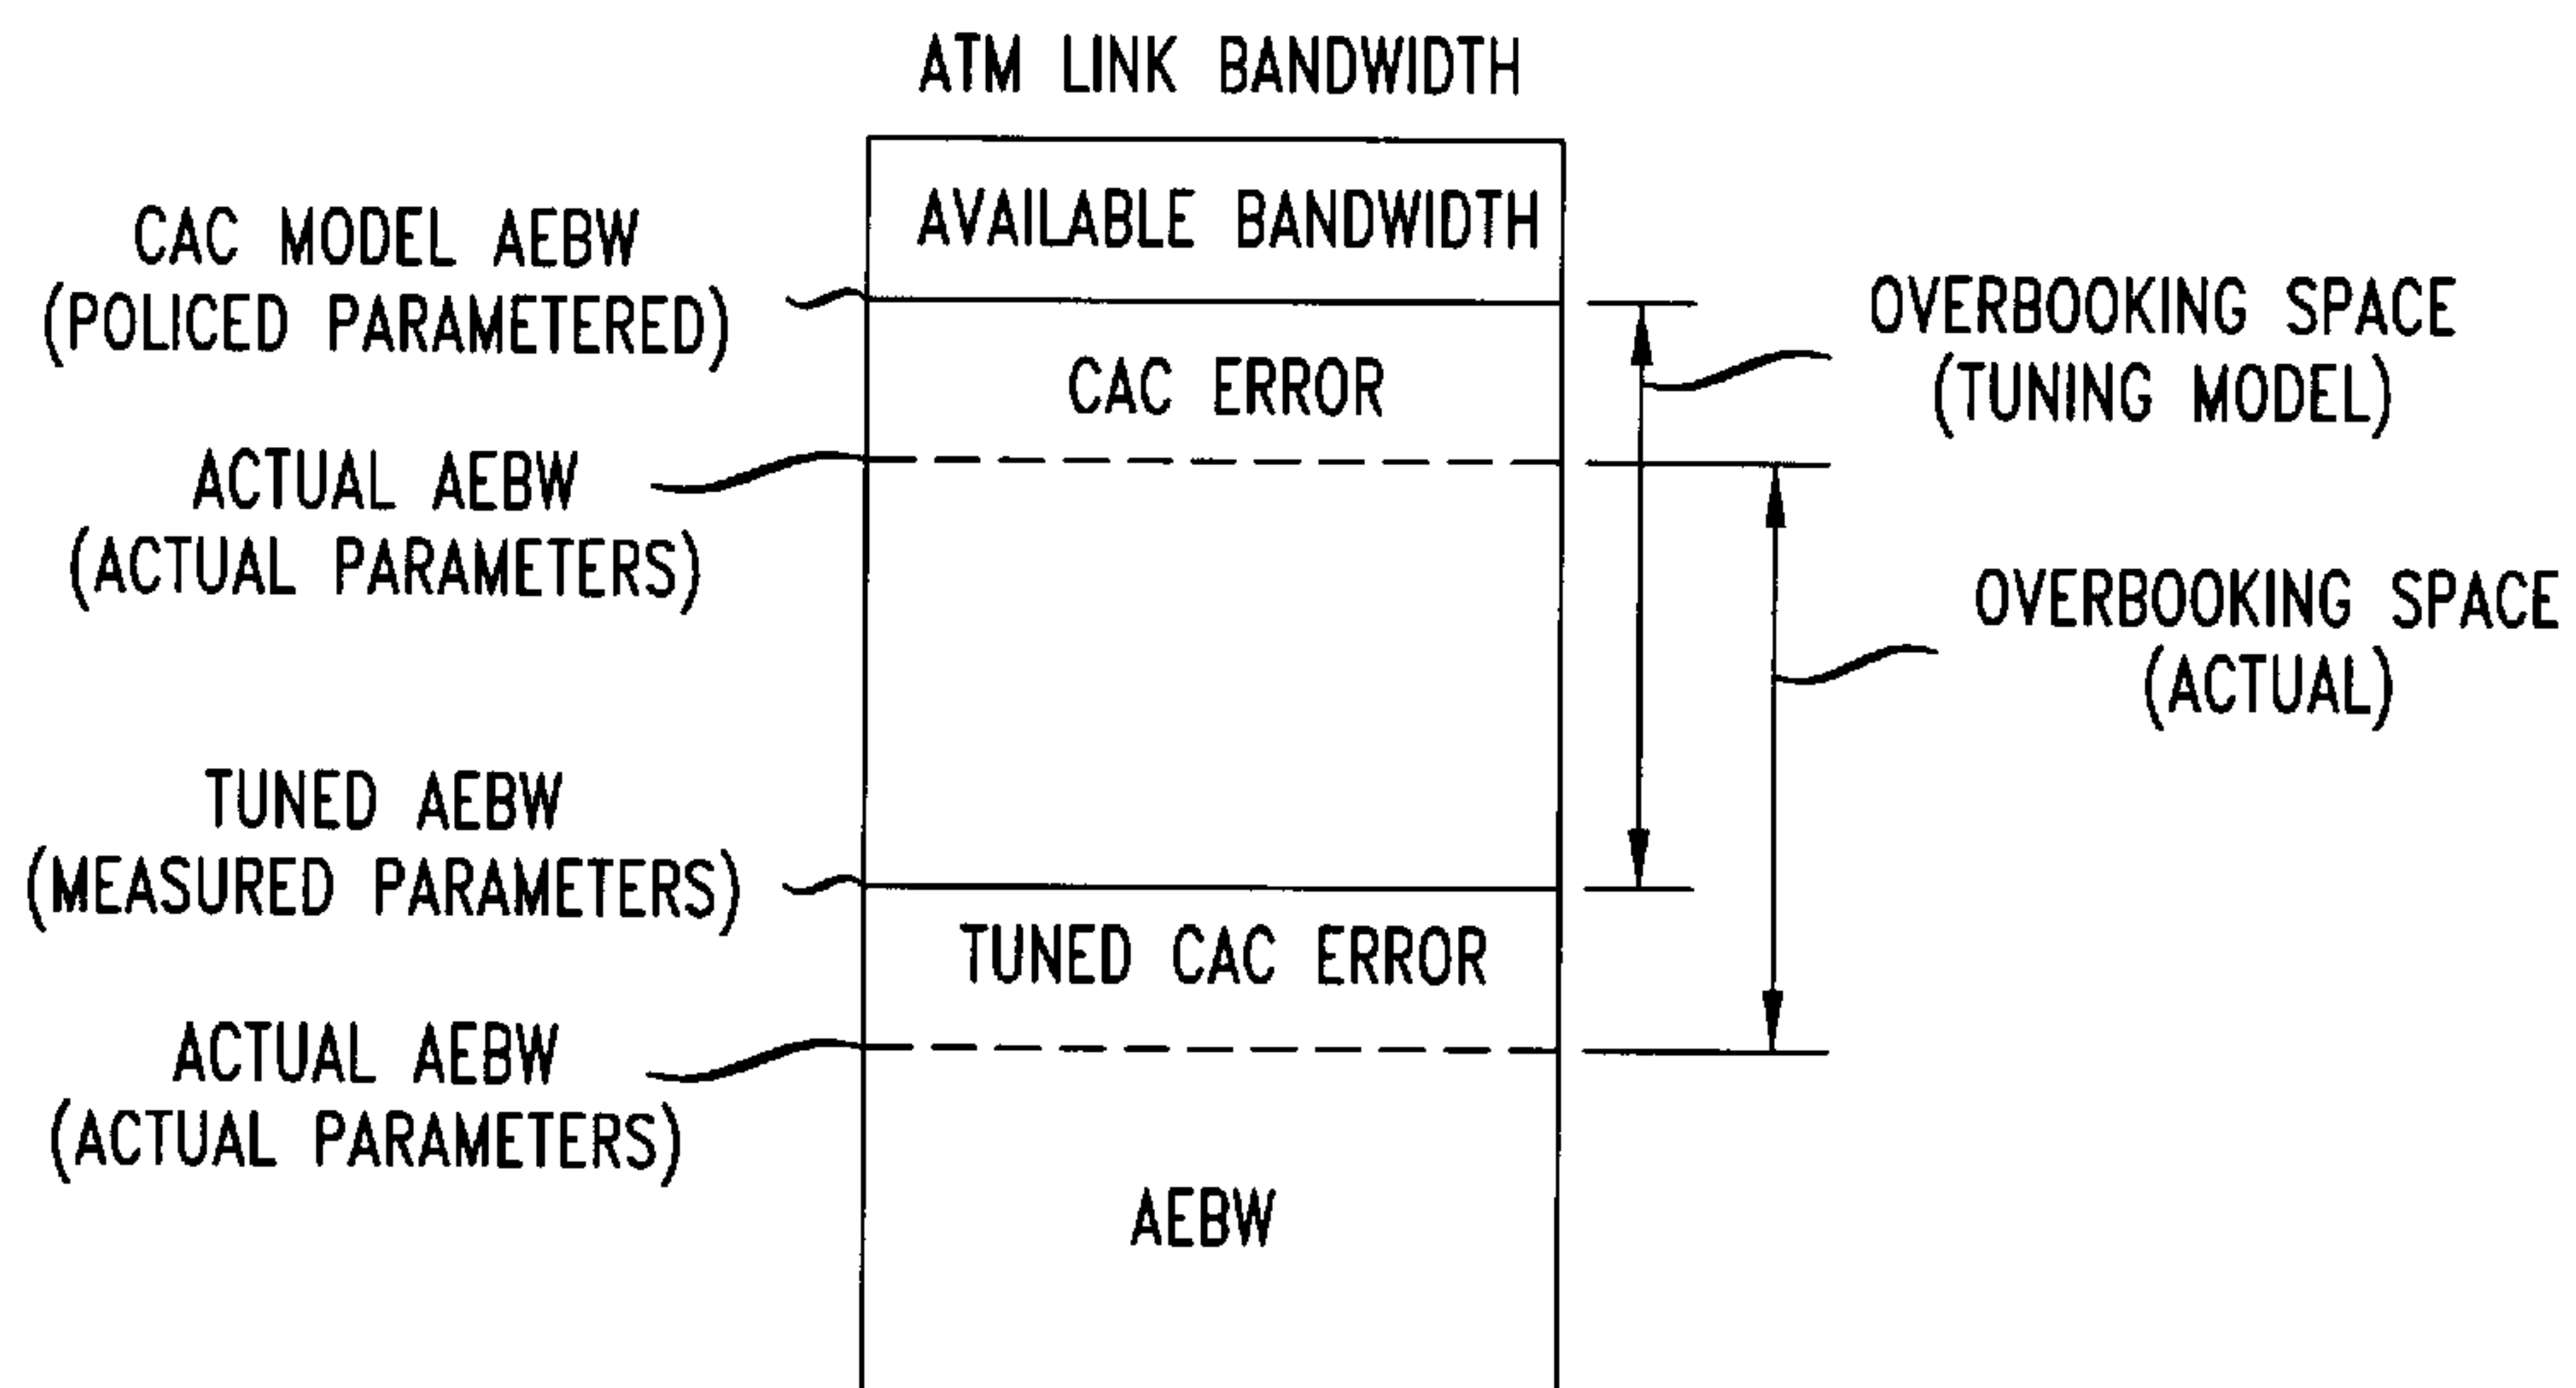 ATM LINK BANDWIDTH
AVAILABLE BANDWIDTH
CAC MODEL AEBW
(POLICED PARAMETERED)
CAC ERROR
OVERBOOKING SPACE
(TUNING MODEL)
ACTUAL AEBW
(ACTUAL PARAMETERS)
OVERBOOKING SPACE
(ACTUAL)
TUNED AEBW
(MEASURED PARAMETERS)
TUNED CAC ERROR
ACTUAL AEBW
(ACTUAL PARAMETERS)
AEBW